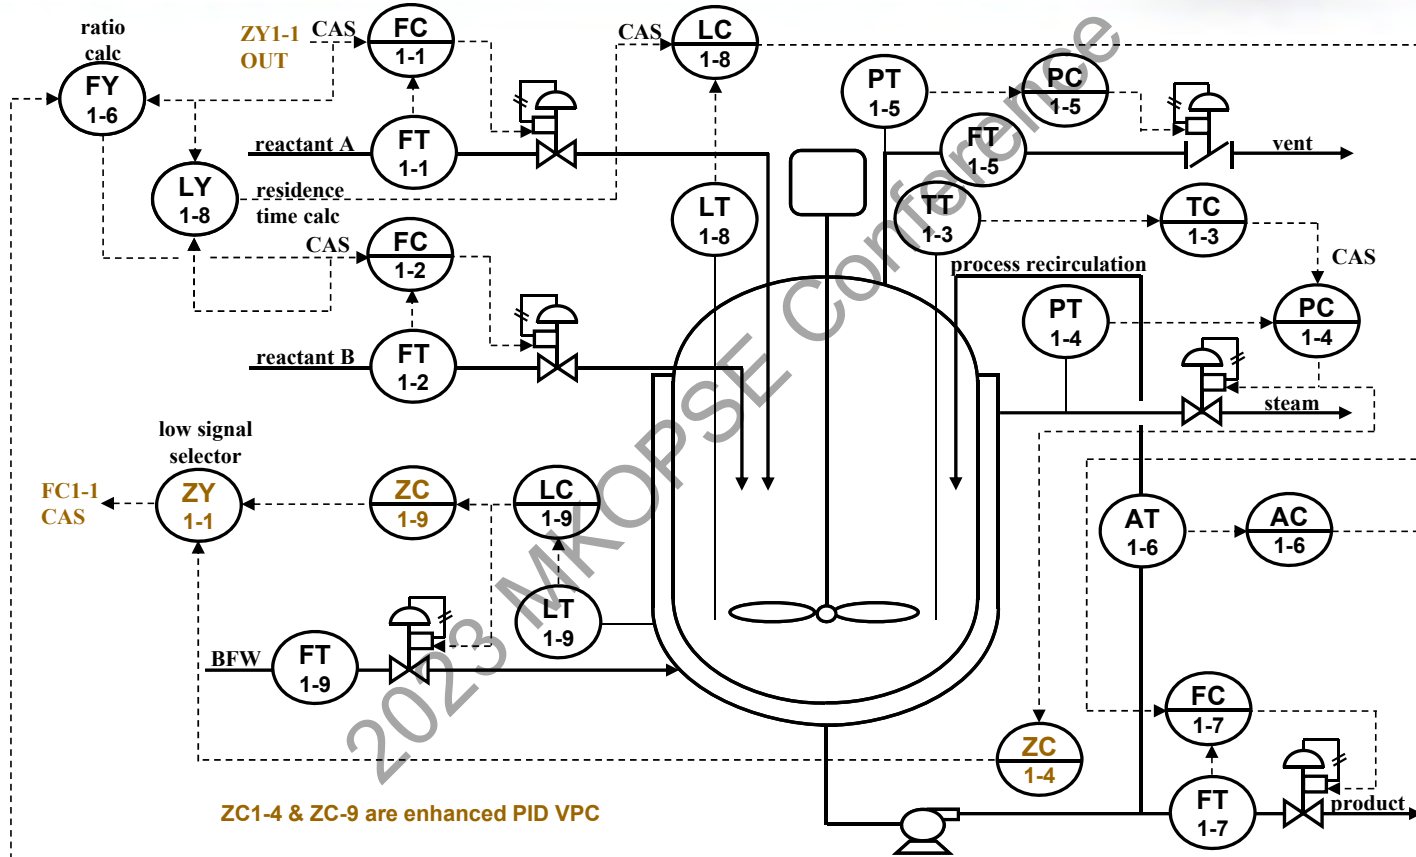 ratio
calc
FY
1-6
ZY1-1
OUT
CAS
FC
1-1
CAS
LC
1-8
PT
1-5
PC
1-5
reactant A
FT
1-1
FT
1-5
vent
LY
1-8
residence
time calc
LT
1-8
TT
1-3
TC
1-3
CAS
FC
1-2
process recirculation
CAS
PT
1-4
PC
1-4
reactant B
FT
1-2
steam
low signal
selector
FC1-1
CAS
ZY
1-1
ZC
1-9
LC
1-9
AT
1-6
AC
1-6
LT
1-9
BFW
FT
1-9
FC
1-7
ZC
1-4
ZC1-4 & ZC-9 are enhanced PID VPC
FT
1-7
product
2023 MKOPSE Conference